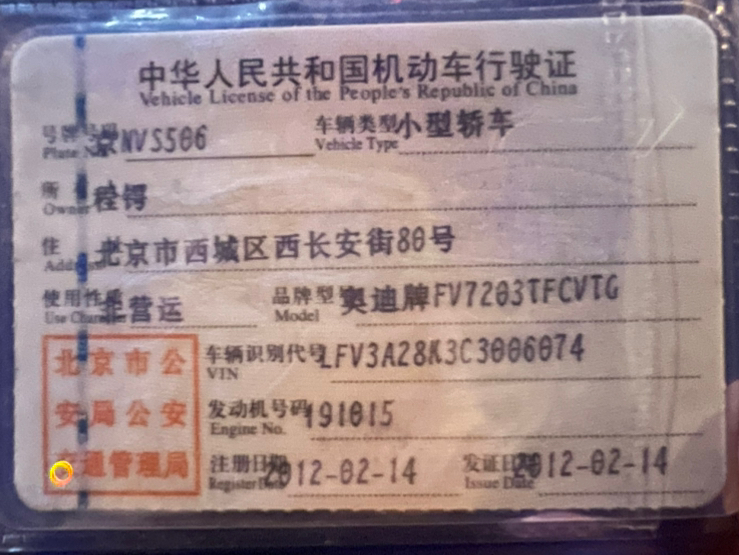 中华人民共和国机动车行驶证
Vehicle License of the People's Republic of China
号牌号码 京NVS506 车辆类型 小型轿车
Plate No. Vehicle Type
所 程锷
Owner
住 北京市西城区西长安街80号
Address
使用性质 非营运 品牌型号 奥迪牌FV7203TFCVTG
Use Character Model
北京市公安局公安交通管理局
车辆识别代号 LFV3A28K3C3006074
VIN
发动机号码 191015
Engine No.
注册日期 2012-02-14 发证日期 2012-02-14
Register Date Issue Date